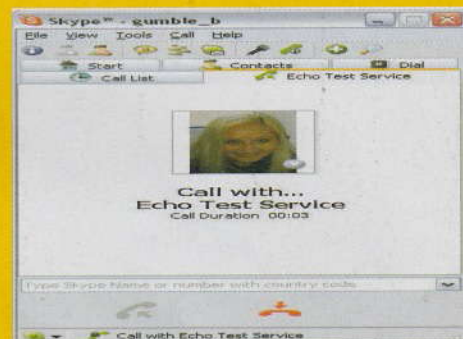 Skype™ - gumble_b
File View Tools Call Help
Start Contacts Dial
Call List Echo Test Service
Call with...
Echo Test Service
Call Duration 00:03
Type Skype Name or number with country code
Call with Echo Test Service